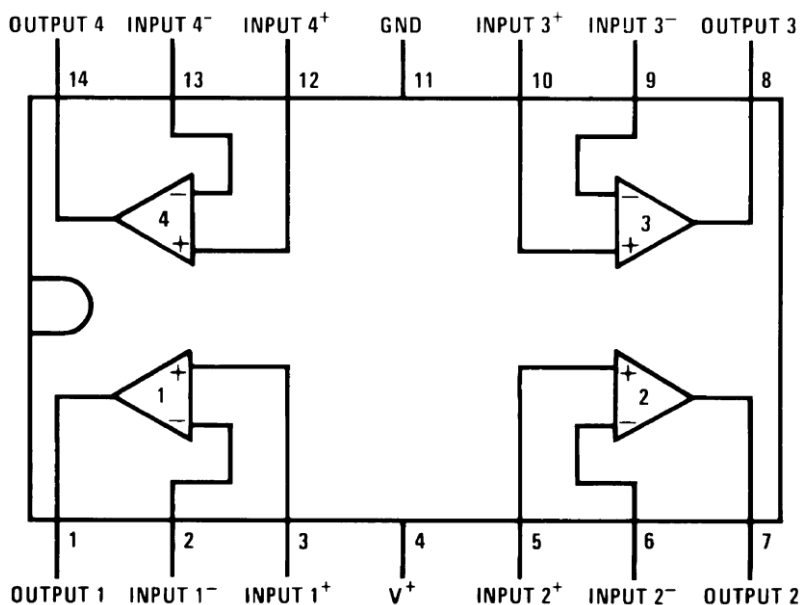 OUTPUT 4 INPUT 4⁻ INPUT 4⁺ GND INPUT 3⁺ INPUT 3⁻ OUTPUT 3
14 13 12 11 10 9 8
− −
4 3
+ +
+ +
1 2
− −
1 2 3 4 5 6 7
OUTPUT 1 INPUT 1⁻ INPUT 1⁺ V⁺ INPUT 2⁺ INPUT 2⁻ OUTPUT 2